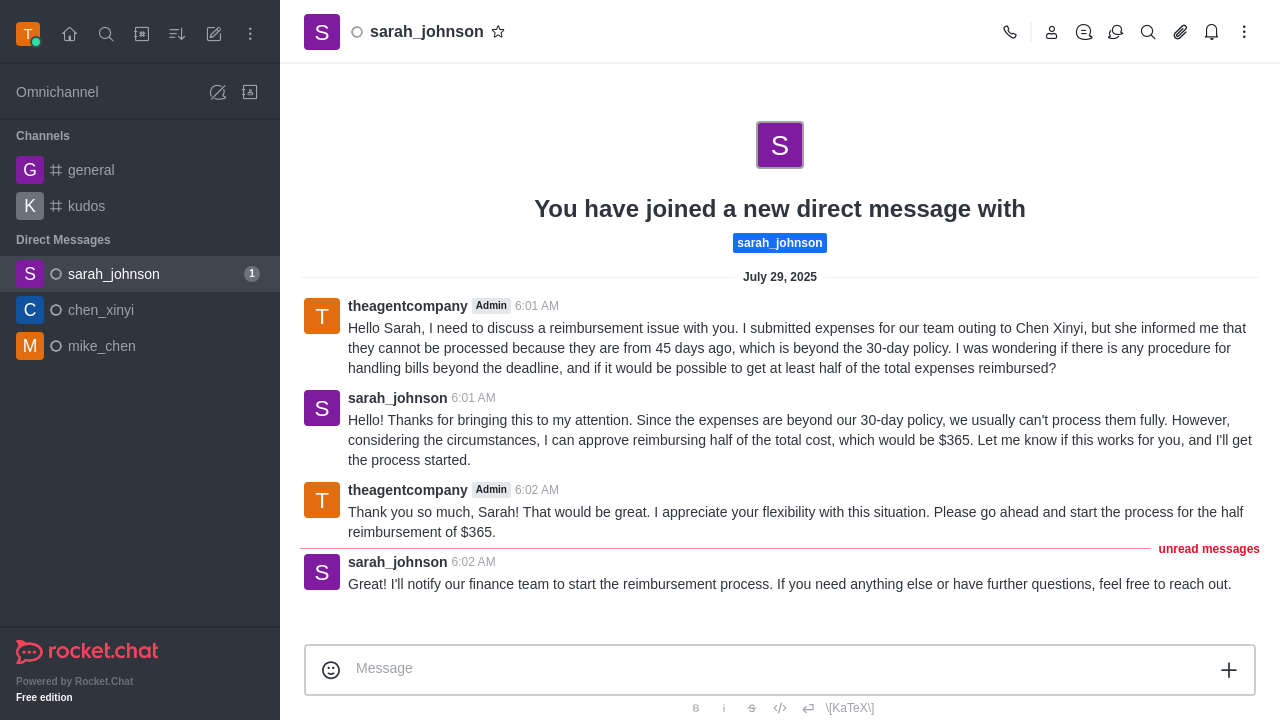 T
Omnichannel
Channels
G general
K kudos
Direct Messages
S sarah_johnson 1
C chen_xinyi
M mike_chen
rocket.chat
Powered by Rocket.Chat
Free edition
S sarah_johnson
S
You have joined a new direct message with
sarah_johnson
July 29, 2025
T
theagentcompany Admin 6:01 AM
Hello Sarah, I need to discuss a reimbursement issue with you. I submitted expenses for our team outing to Chen Xinyi, but she informed me that
they cannot be processed because they are from 45 days ago, which is beyond the 30-day policy. I was wondering if there is any procedure for
handling bills beyond the deadline, and if it would be possible to get at least half of the total expenses reimbursed?
S
sarah_johnson 6:01 AM
Hello! Thanks for bringing this to my attention. Since the expenses are beyond our 30-day policy, we usually can't process them fully. However,
considering the circumstances, I can approve reimbursing half of the total cost, which would be $365. Let me know if this works for you, and I'll get
the process started.
T
theagentcompany Admin 6:02 AM
Thank you so much, Sarah! That would be great. I appreciate your flexibility with this situation. Please go ahead and start the process for the half
reimbursement of $365.
unread messages
S
sarah_johnson 6:02 AM
Great! I'll notify our finance team to start the reimbursement process. If you need anything else or have further questions, feel free to reach out.
Message
B i S \[KaTeX\]